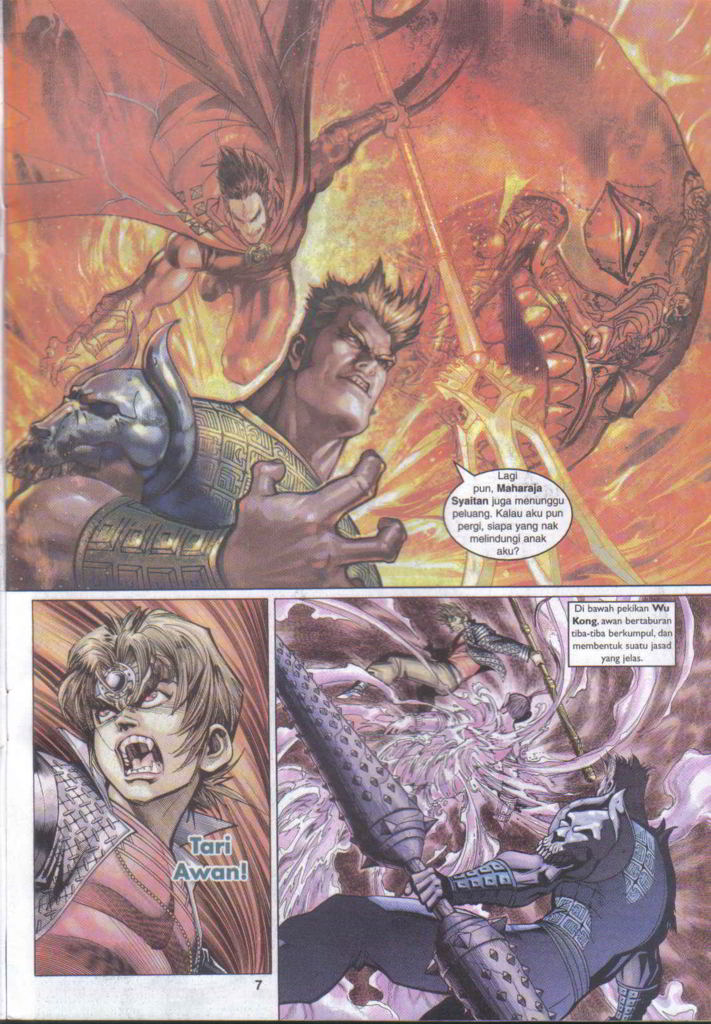 Lagi
pun, Maharaja
Syaitan juga menunggu
peluang. Kalau aku pun
pergi, siapa yang nak
melindungi anak
aku?
Di bawah pekikan Wu
Kong, awan bertaburan
tiba-tiba berkumpul, dan
membentuk suatu jasad
yang jelas.
Tari
Awan!
7